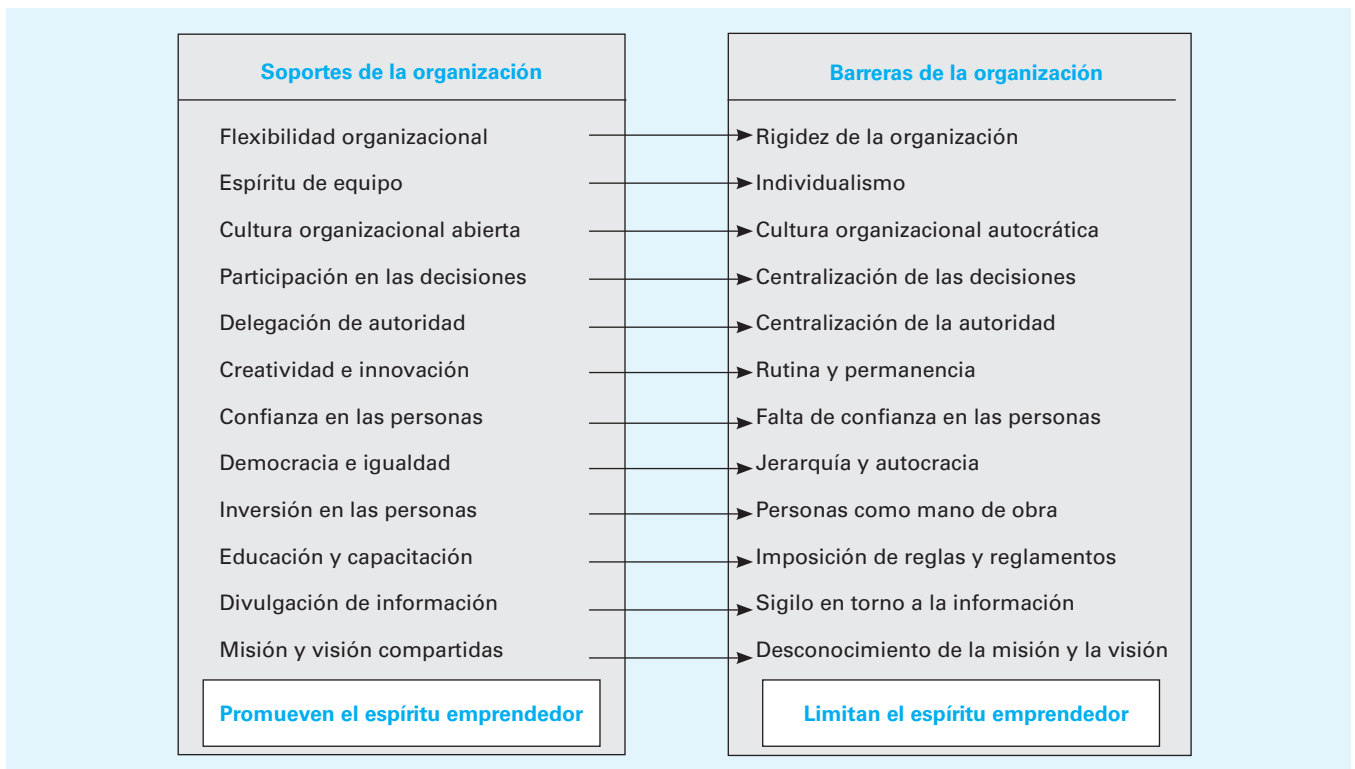 Soportes de la organización
Barreras de la organización
Flexibilidad organizacional
Rigidez de la organización
Espíritu de equipo
Individualismo
Cultura organizacional abierta
Cultura organizacional autocrática
Participación en las decisiones
Centralización de las decisiones
Delegación de autoridad
Centralización de la autoridad
Creatividad e innovación
Rutina y permanencia
Confianza en las personas
Falta de confianza en las personas
Democracia e igualdad
Jerarquía y autocracia
Inversión en las personas
Personas como mano de obra
Educación y capacitación
Imposición de reglas y reglamentos
Divulgación de información
Sigilo en torno a la información
Misión y visión compartidas
Desconocimiento de la misión y la visión
Promueven el espíritu emprendedor
Limitan el espíritu emprendedor